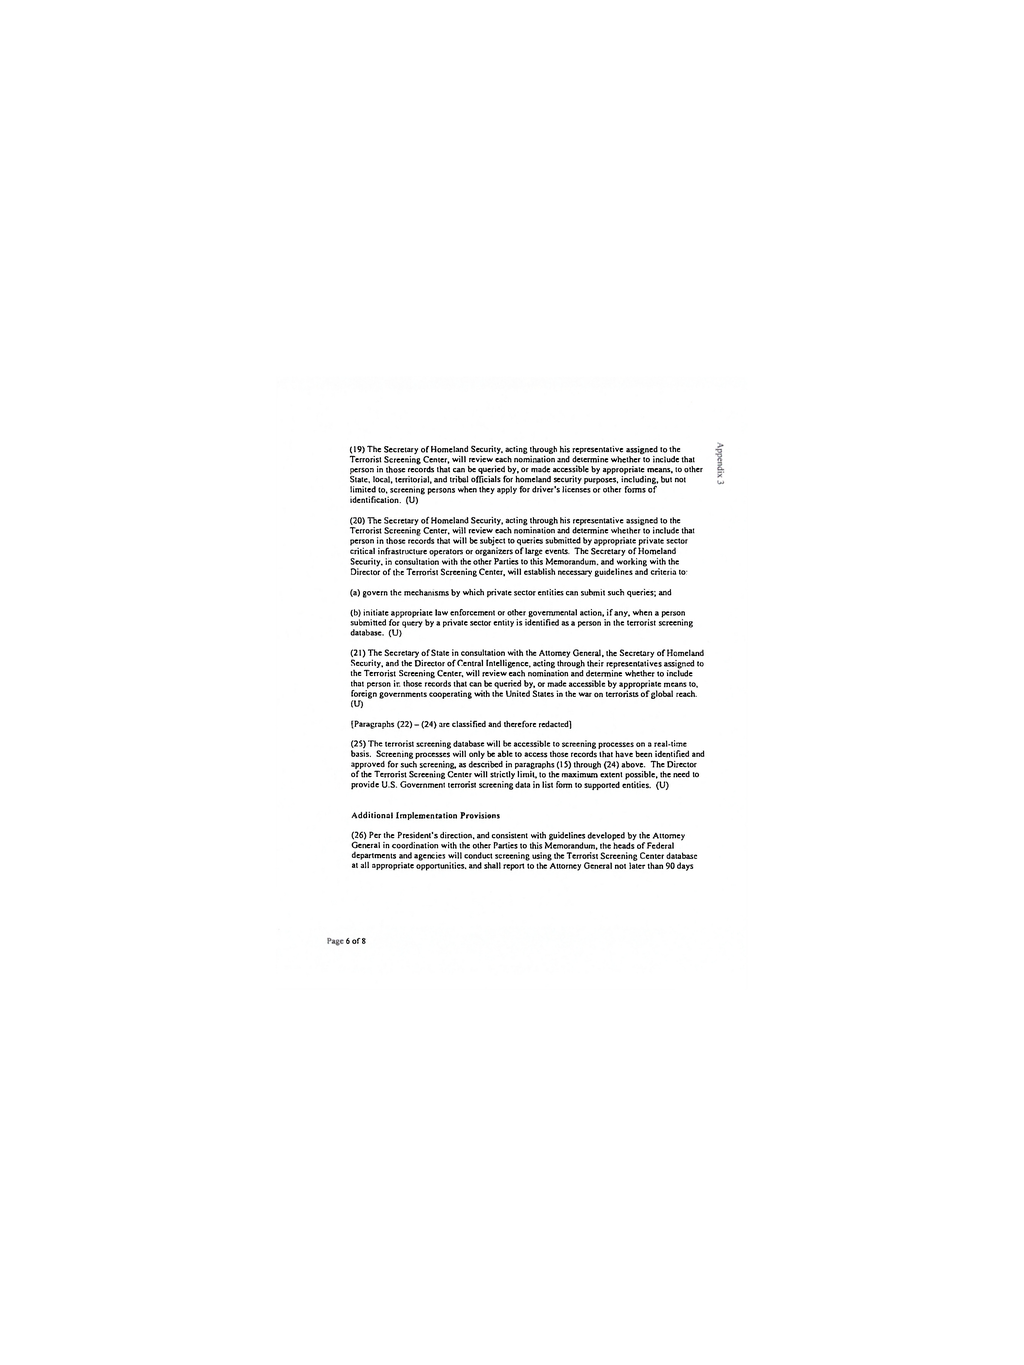 Appendix 3
(19) The Secretary of Homeland Security, acting through his representative assigned to the
Terrorist Screening Center, will review each nomination and determine whether to include that
person in those records that can be queried by, or made accessible by appropriate means, to other
State, local, territorial, and tribal officials for homeland security purposes, including, but not
limited to, screening persons when they apply for driver's licenses or other forms of
identification. (U)
(20) The Secretary of Homeland Security, acting through his representative assigned to the
Terrorist Screening Center, will review each nomination and determine whether to include that
person in those records that will be subject to queries submitted by appropriate private sector
critical infrastructure operators or organizers of large events. The Secretary of Homeland
Security, in consultation with the other Parties to this Memorandum, and working with the
Director of the Terrorist Screening Center, will establish necessary guidelines and criteria to:
(a) govern the mechanisms by which private sector entities can submit such queries; and
(b) initiate appropriate law enforcement or other governmental action, if any, when a person
submitted for query by a private sector entity is identified as a person in the terrorist screening
database. (U)
(21) The Secretary of State in consultation with the Attorney General, the Secretary of Homeland
Security, and the Director of Central Intelligence, acting through their representatives assigned to
the Terrorist Screening Center, will review each nomination and determine whether to include
that person in those records that can be queried by, or made accessible by appropriate means to,
foreign governments cooperating with the United States in the war on terrorists of global reach.
(U)
[Paragraphs (22) – (24) are classified and therefore redacted]
(25) The terrorist screening database will be accessible to screening processes on a real-time
basis. Screening processes will only be able to access those records that have been identified and
approved for such screening, as described in paragraphs (15) through (24) above. The Director
of the Terrorist Screening Center will strictly limit, to the maximum extent possible, the need to
provide U.S. Government terrorist screening data in list form to supported entities. (U)
Additional Implementation Provisions
(26) Per the President's direction, and consistent with guidelines developed by the Attorney
General in coordination with the other Parties to this Memorandum, the heads of Federal
departments and agencies will conduct screening using the Terrorist Screening Center database
at all appropriate opportunities, and shall report to the Attorney General not later than 90 days
Page 6 of 8